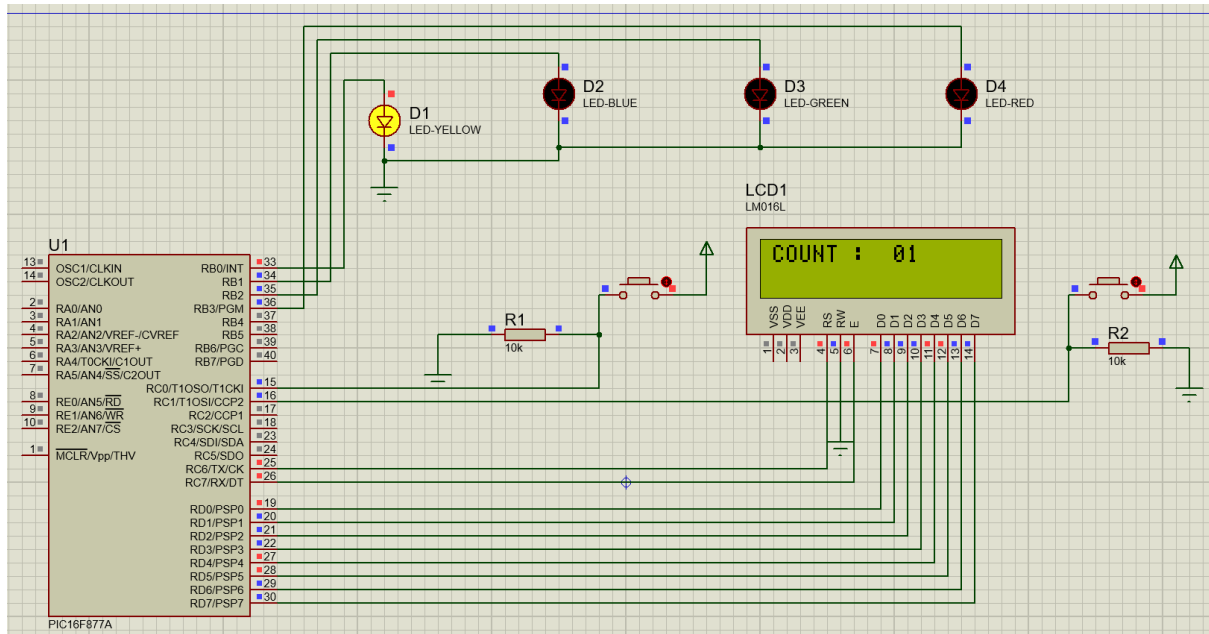 D1
LED-YELLOW
D2
LED-BLUE
D3
LED-GREEN
D4
LED-RED
LCD1
LM016L
COUNT :  01
VSS
VDD
VEE
RS
RW
E
D0
D1
D2
D3
D4
D5
D6
D7
1
2
3
4
5
6
7
8
9
10
11
12
13
14
R1
10k
R2
10k
U1
13 OSC1/CLKIN
14 OSC2/CLKOUT
2 RA0/AN0
3 RA1/AN1
4 RA2/AN2/VREF-/CVREF
5 RA3/AN3/VREF+
6 RA4/T0CKI/C1OUT
7 RA5/AN4/SS/C2OUT
8 RE0/AN5/RD
9 RE1/AN6/WR
10 RE2/AN7/CS
1 MCLR/Vpp/THV
RB0/INT 33
RB1 34
RB2 35
RB3/PGM 36
RB4 37
RB5 38
RB6/PGC 39
RB7/PGD 40
RC0/T1OSO/T1CKI 15
RC1/T1OSI/CCP2 16
RC2/CCP1 17
RC3/SCK/SCL 18
RC4/SDI/SDA 23
RC5/SDO 24
RC6/TX/CK 25
RC7/RX/DT 26
RD0/PSP0 19
RD1/PSP1 20
RD2/PSP2 21
RD3/PSP3 22
RD4/PSP4 27
RD5/PSP5 28
RD6/PSP6 29
RD7/PSP7 30
PIC16F877A